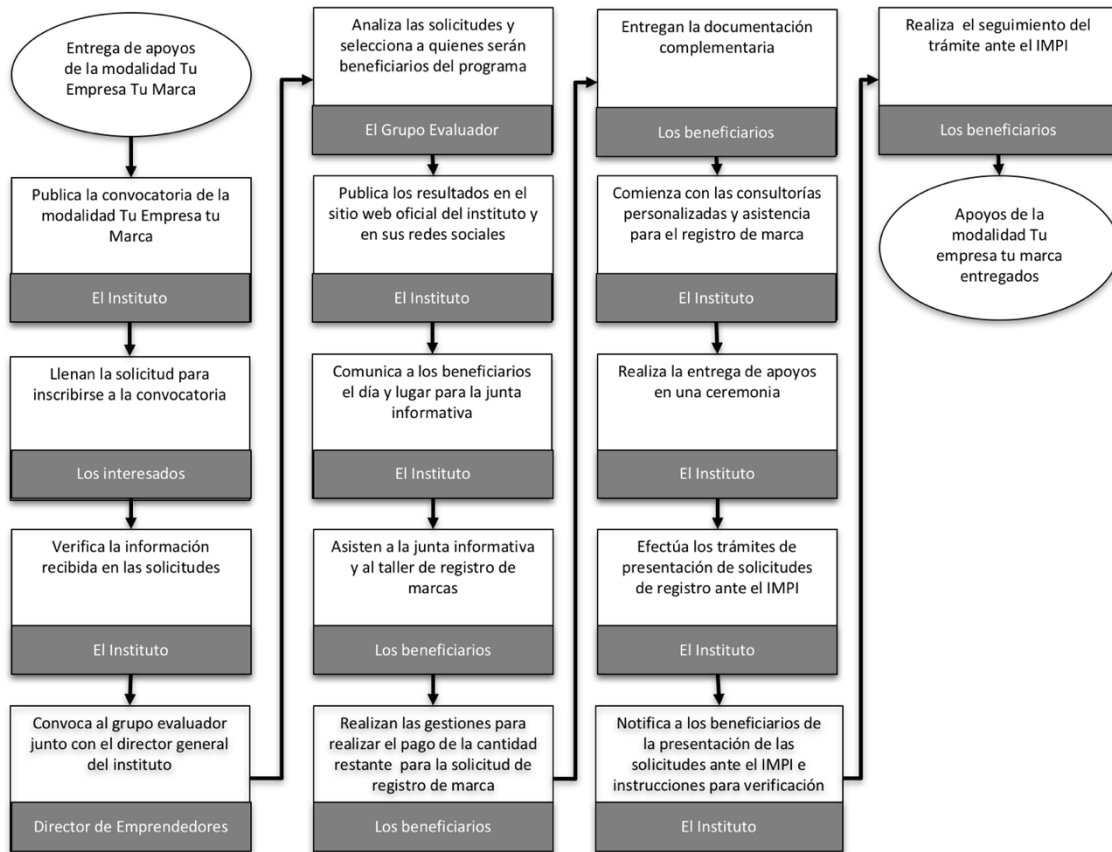 Entrega de apoyos
de la modalidad Tu
Empresa Tu Marca
Publica la convocatoria de la
modalidad Tu Empresa tu
Marca
El Instituto
Llenan la solicitud para
inscribirse a la convocatoria
Los interesados
Verifica la información
recibida en las solicitudes
El Instituto
Convoca al grupo evaluador
junto con el director general
del instituto
Director de Emprendedores
Analiza las solicitudes y
selecciona a quienes serán
beneficiarios del programa
El Grupo Evaluador
Publica los resultados en el
sitio web oficial del instituto y
en sus redes sociales
El Instituto
Comunica a los beneficiarios
el día y lugar para la junta
informativa
El Instituto
Asisten a la junta informativa
y al taller de registro de
marcas
Los beneficiarios
Realizan las gestiones para
realizar el pago de la cantidad
restante para la solicitud de
registro de marca
Los beneficiarios
Entregan la documentación
complementaria
Los beneficiarios
Comienza con las consultorías
personalizadas y asistencia
para el registro de marca
El Instituto
Realiza la entrega de apoyos
en una ceremonia
El Instituto
Efectúa los trámites de
presentación de solicitudes
de registro ante el IMPI
El Instituto
Notifica a los beneficiarios de
la presentación de las
solicitudes ante el IMPI e
instrucciones para verificación
El Instituto
Realiza el seguimiento del
trámite ante el IMPI
Los beneficiarios
Apoyos de la
modalidad Tu
empresa tu marca
entregados